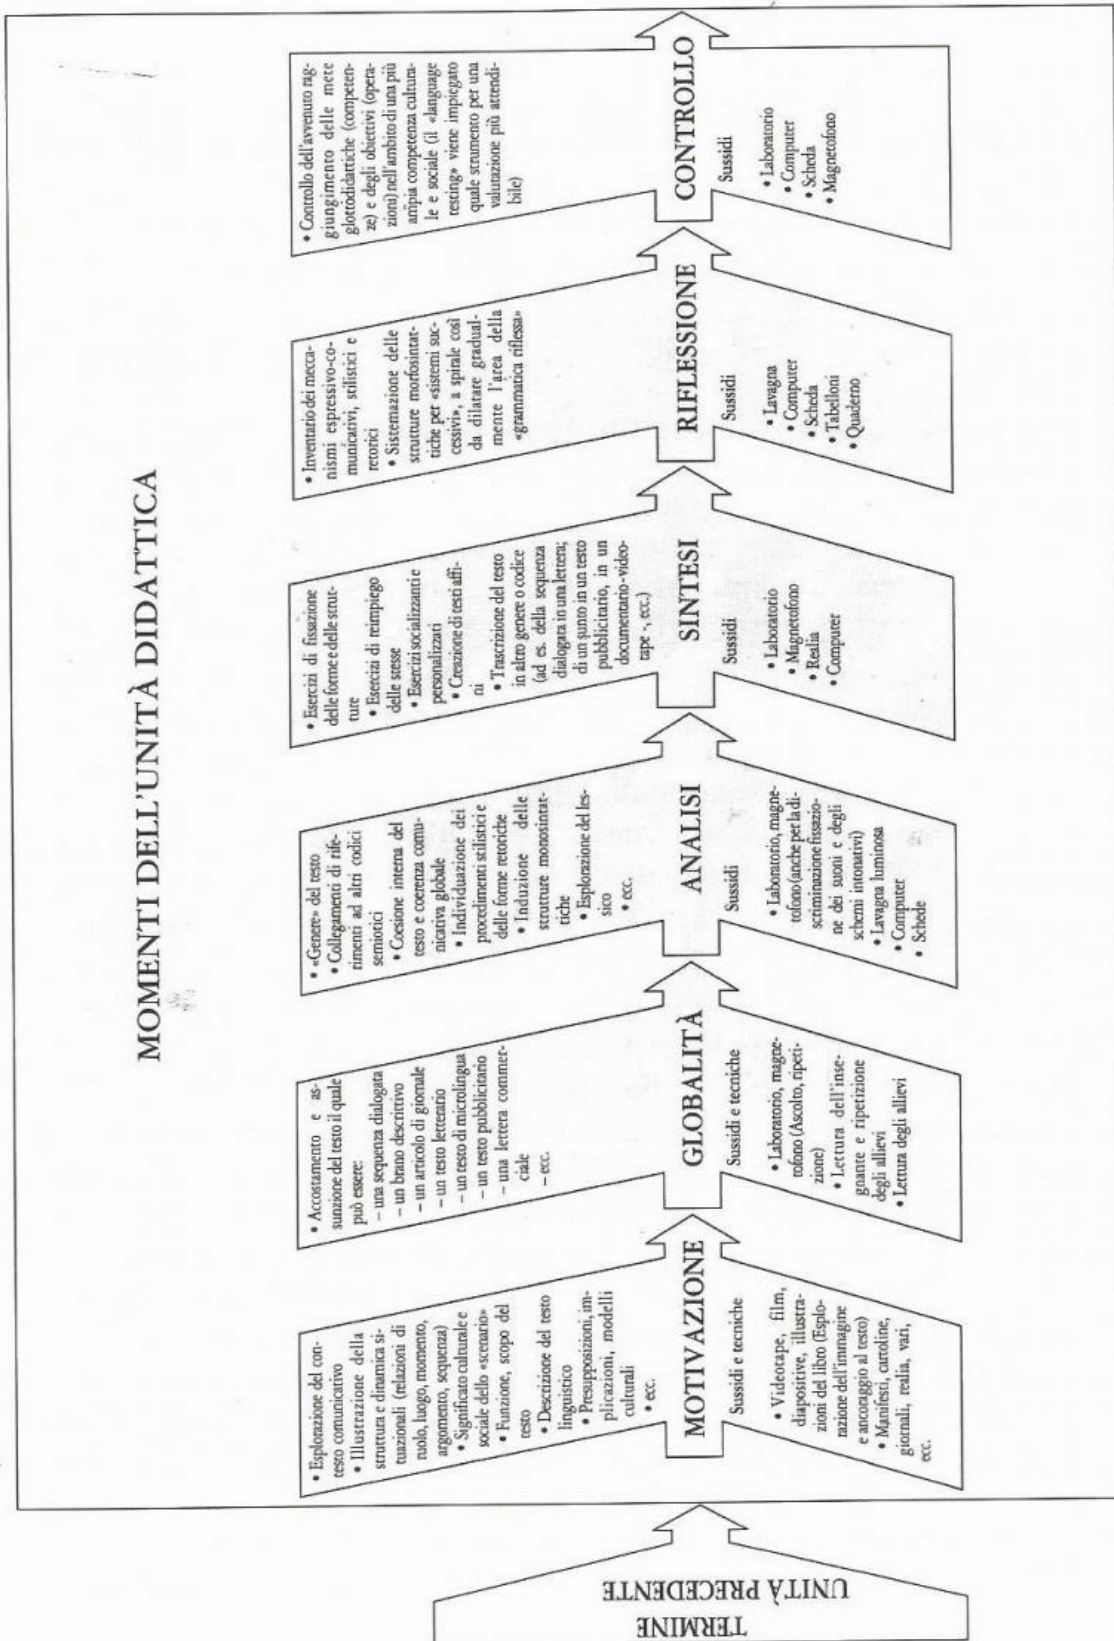 MOMENTI DELL'UNITÀ DIDATTICA
TERMINE
UNITÀ PRECEDENTE
• Esplorazione del con-
testo comunicativo
• Illustrazione della
struttura e dinamica si-
tuazionali (relazioni di
ruolo, luogo, momento,
argomento, sequenza)
• Significato culturale e
sociale dello «scenario»
• Funzione, scopo del
testo
• Descrizione del testo
linguistico
• Presupposizioni, im-
plicazioni, modelli
culturali
• ecc.
MOTIVAZIONE
Sussidi e tecniche
• Videotape, film,
diapositive, illustra-
zioni del libro (Esplo-
razione dell'immagine
e ancoraggio al testo)
• Manifesti, cartoline,
giornali, realia, vari,
ecc.
• Accostamento e as-
sunzione del testo il quale
può essere:
– una sequenza dialogata
– un brano descrittivo
– un articolo di giornale
– un testo letterario
– un testo di microlingua
– un testo pubblicitario
– una lettera commer-
ciale
– ecc.
GLOBALITÀ
Sussidi e tecniche
• Laboratorio, magne-
tofono (Ascolto, ripeti-
zione)
• Lettura dell'inse-
gnante e ripetizione
degli allievi
• Lettura degli allievi
• «Genere» del testo
• Collegamenti di rife-
rimenti ad altri codici
semiotici
• Coesione interna del
testo e coerenza comu-
nicativa globale
• Individuazione dei
procedimenti stilistici e
delle forme retoriche
• Induzione delle
strutture monosintat-
tiche
• Esplorazione del les-
sico
• ecc.
ANALISI
Sussidi
• Laboratorio, magne-
tofono (anche per la di-
scriminazione fissazio-
ne dei suoni e degli
schemi intonativi)
• Lavagna luminosa
• Computer
• Schede
• Esercizi di fissazione
delle forme e delle strut-
ture
• Esercizi di reimpiego
delle stesse
• Esercizi socializzanti e
personalizzati
• Creazione di testi affi-
ni
• Trascrizione del testo
in altro genere o codice
(ad es. della sequenza
dialogata in una lettera;
di un sunto in un testo
pubblicitario, in un
documentario -video-
tape -, ecc.)
SINTESI
Sussidi
• Laboratorio
• Magnetofono
• Realia
• Computer
• Inventario dei mecca-
nismi espressivo-co-
municativi, stilistici e
retorici
• Sistemazione delle
strutture morfosintat-
tiche per «sistemi suc-
cessivi», a spirale così
da dilatare gradual-
mente l'area della
«grammatica riflessa»
RIFLESSIONE
Sussidi
• Lavagna
• Computer
• Scheda
• Tabelloni
• Quaderno
• Controllo dell'avvenuto rag-
giungimento delle mete
glottodidattiche (competen-
ze) e degli obiettivi (opera-
zioni) nell'ambito di una più
ampia competenza cultura-
le e sociale (il «language
testing» viene impiegato
quale strumento per una
valutazione più attendi-
bile)
CONTROLLO
Sussidi
• Laboratorio
• Computer
• Scheda
• Magnetofono